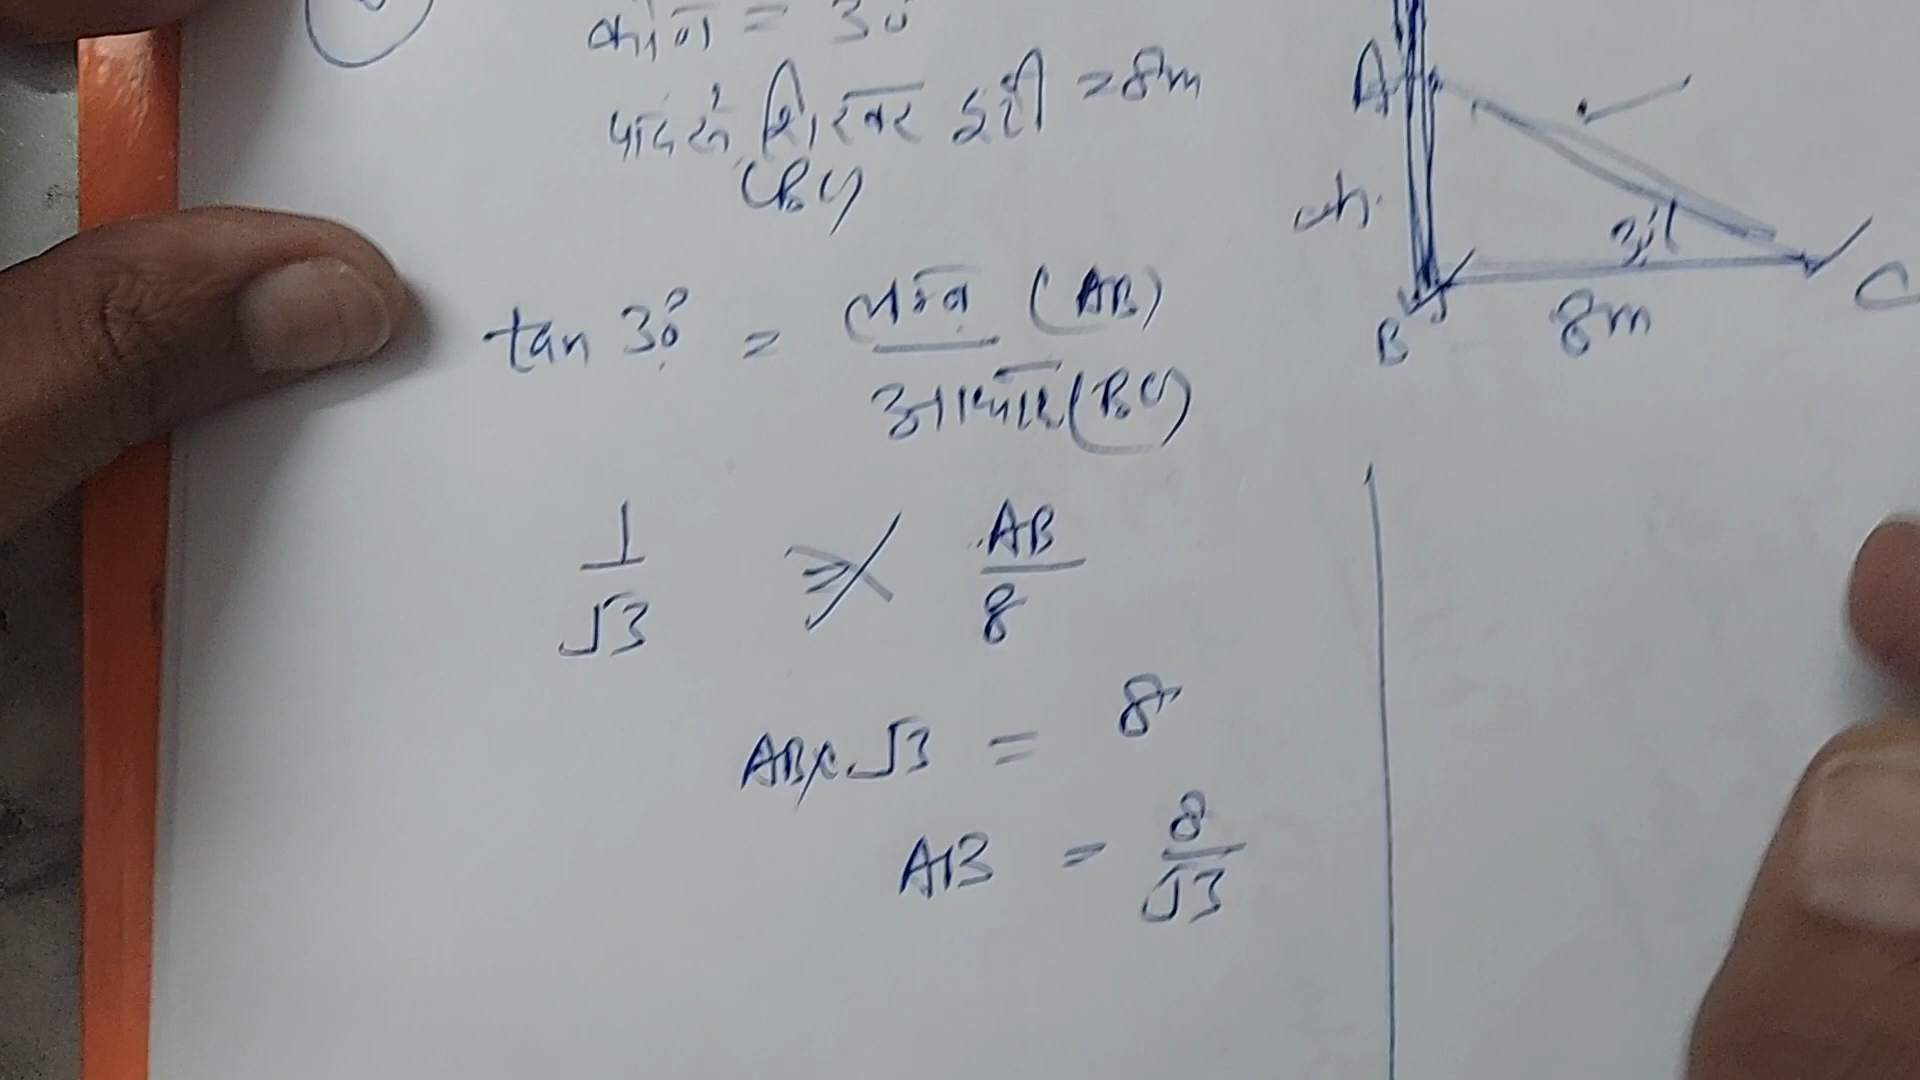 कोण = 30°
पाद से शिखर दूरी = 8m
(BC)
tan 30° = लम्ब (AB)
आधार (BC)
1
√3
=
AB
8
AB × √3 = 8
AB = 8
√3
A
h
30°
B
8m
C